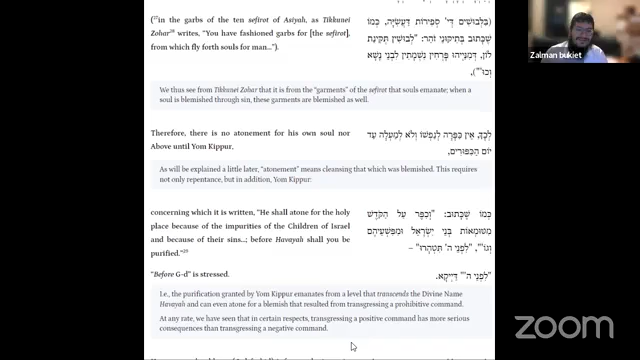 (²⁷in the garbs of the ten sefirot of Asiyah, as Tikkunei
Zohar²⁸ writes, "You have fashioned garbs for [the sefirot],
from which fly forth souls for man...").
(בַּלְּבוּשִׁים די' סְפִירוֹת דַּעֲשִׂיָּה, כְּמוֹ
שֶׁכָּתוּב בְּתִיקּוּנֵי זֹהַר: "לְבוּשִׁין תַּקִּינַת
לוֹן, דְּמִנַּיְיהוּ פָּרְחִין נִשְׁמָתִין לִבְנֵי נָשָׁא
וְכוּ'"),
We thus see from Tikkunei Zohar that it is from the "garments" of the sefirot that souls emanate; when a
soul is blemished through sin, these garments are blemished as well.
Therefore, there is no atonement for his own soul nor
Above until Yom Kippur,
לְכָךְ, אֵין כַּפָּרָה לְנַפְשׁוֹ וְלֹא לְמַעְלָה עַד
יוֹם הַכִּפּוּרִים,
As will be explained a little later, "atonement" means cleansing that which was blemished. This requires
not only repentance, but in addition, Yom Kippur:
concerning which it is written, "He shall atone for the holy
place because of the impurities of the Children of Israel
and because of their sins...; before Havayah shall you be
purified."²⁹
כְּמוֹ שֶׁכָּתוּב: "וְכִפֶּר עַל הַקֹּדֶשׁ
מִטֻּמְאוֹת בְּנֵי יִשְׂרָאֵל וּמִפִּשְׁעֵיהֶם
וְגוֹ'", "לִפְנֵי ה' תִּטְהָרוּ" –
"Before G-d" is stressed.
"לִפְנֵי ה'" דַּיְיקָא.
I.e., the purification granted by Yom Kippur emanates from a level that transcends the Divine Name
Havayah and can even atone for a blemish that resulted from transgressing a prohibitive command.
At any rate, we have seen that in certain respects, transgressing a positive command has more serious
consequences than transgressing a negative command.
Zalman bukiet
zoom